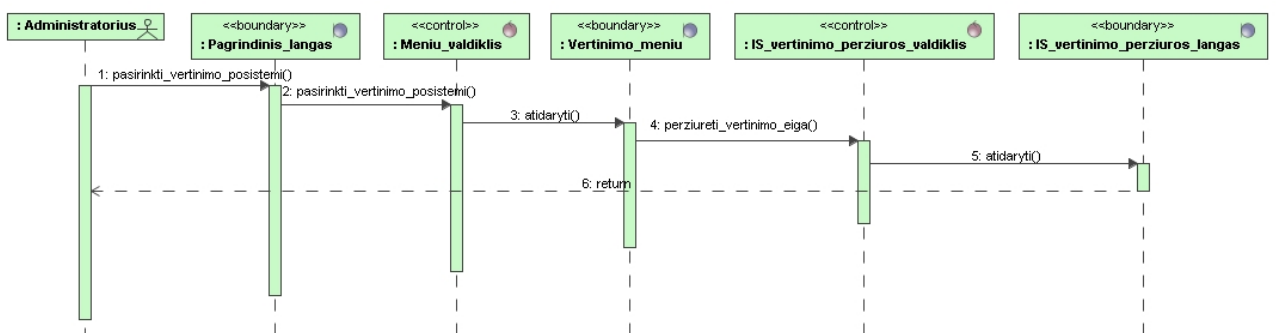 : Administratorius
<<boundary>>
: Pagrindinis_langas
<<control>>
: Meniu_valdiklis
<<boundary>>
: Vertinimo_meniu
<<control>>
: IS_vertinimo_perziuros_valdiklis
<<boundary>>
: IS_vertinimo_perziuros_langas
1: pasirinkti_vertinimo_posistemi()
2: pasirinkti_vertinimo_posistemi()
3: atidaryti()
4: perziureti_vertinimo_eiga()
5: atidaryti()
6: return